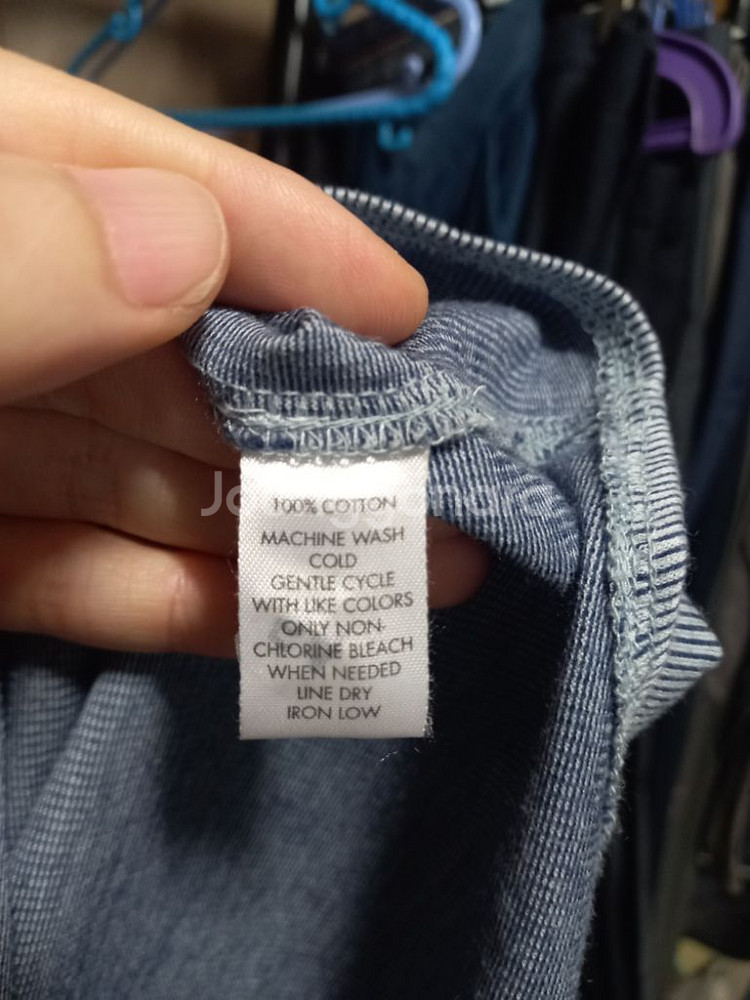 100% COTTON
MACHINE WASH
COLD
GENTLE CYCLE
WITH LIKE COLORS
ONLY NON-
CHLORINE BLEACH
WHEN NEEDED
LINE DRY
IRON LOW